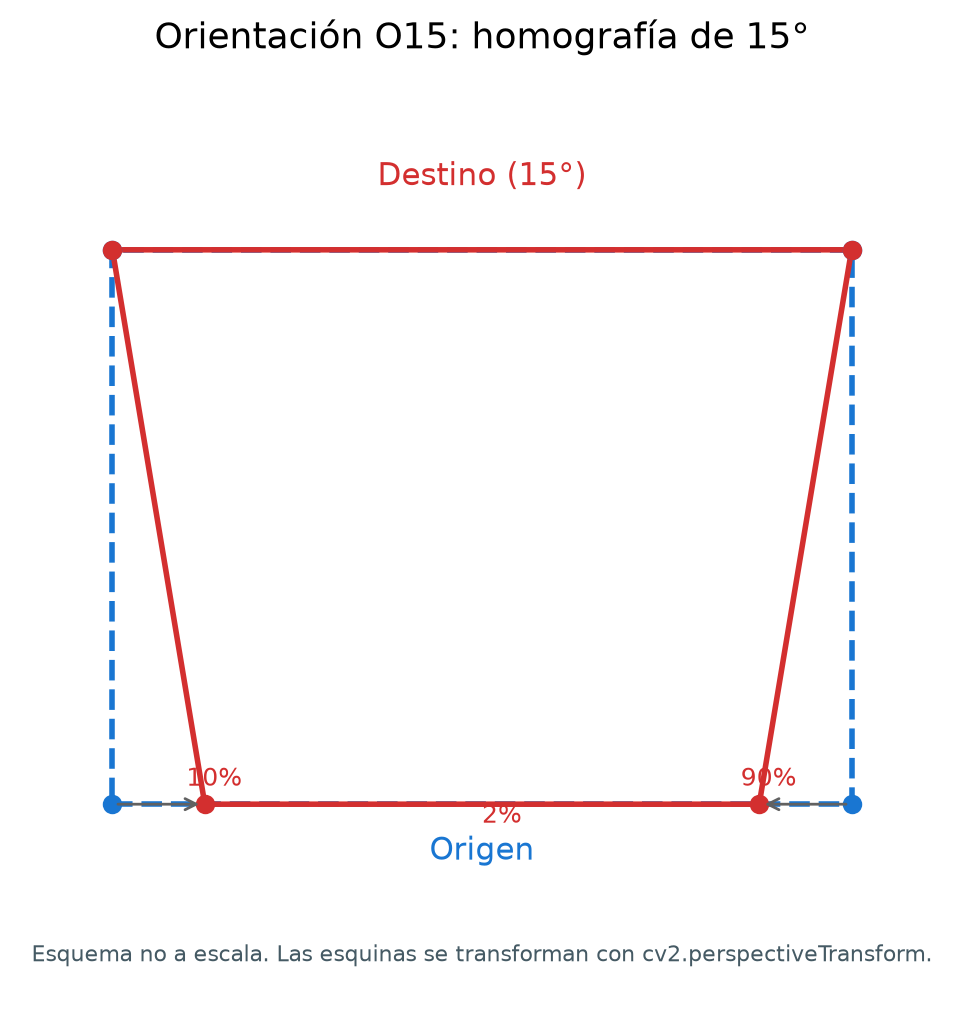 Orientación O15: homografía de 15°
Destino (15°)
10%
90%
2%
Origen
Esquema no a escala. Las esquinas se transforman con cv2.perspectiveTransform.